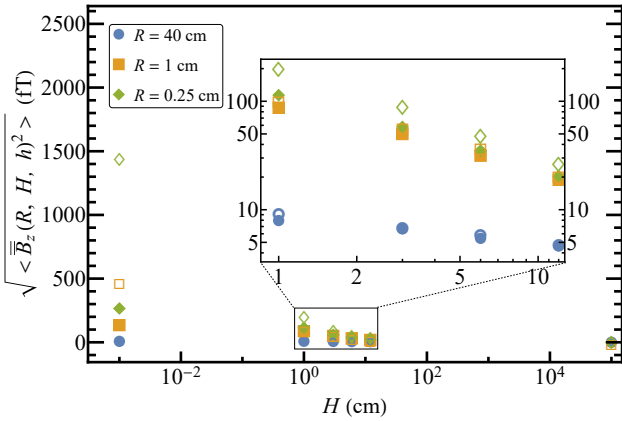 2500
2000
1500
1000
500
0
√< B̿_z(R, H, h)² > (fT)
R = 40 cm
R = 1 cm
R = 0.25 cm
100
50
10
5
100
50
10
5
1 2 5 10
10⁻² 10⁰ 10² 10⁴
H (cm)